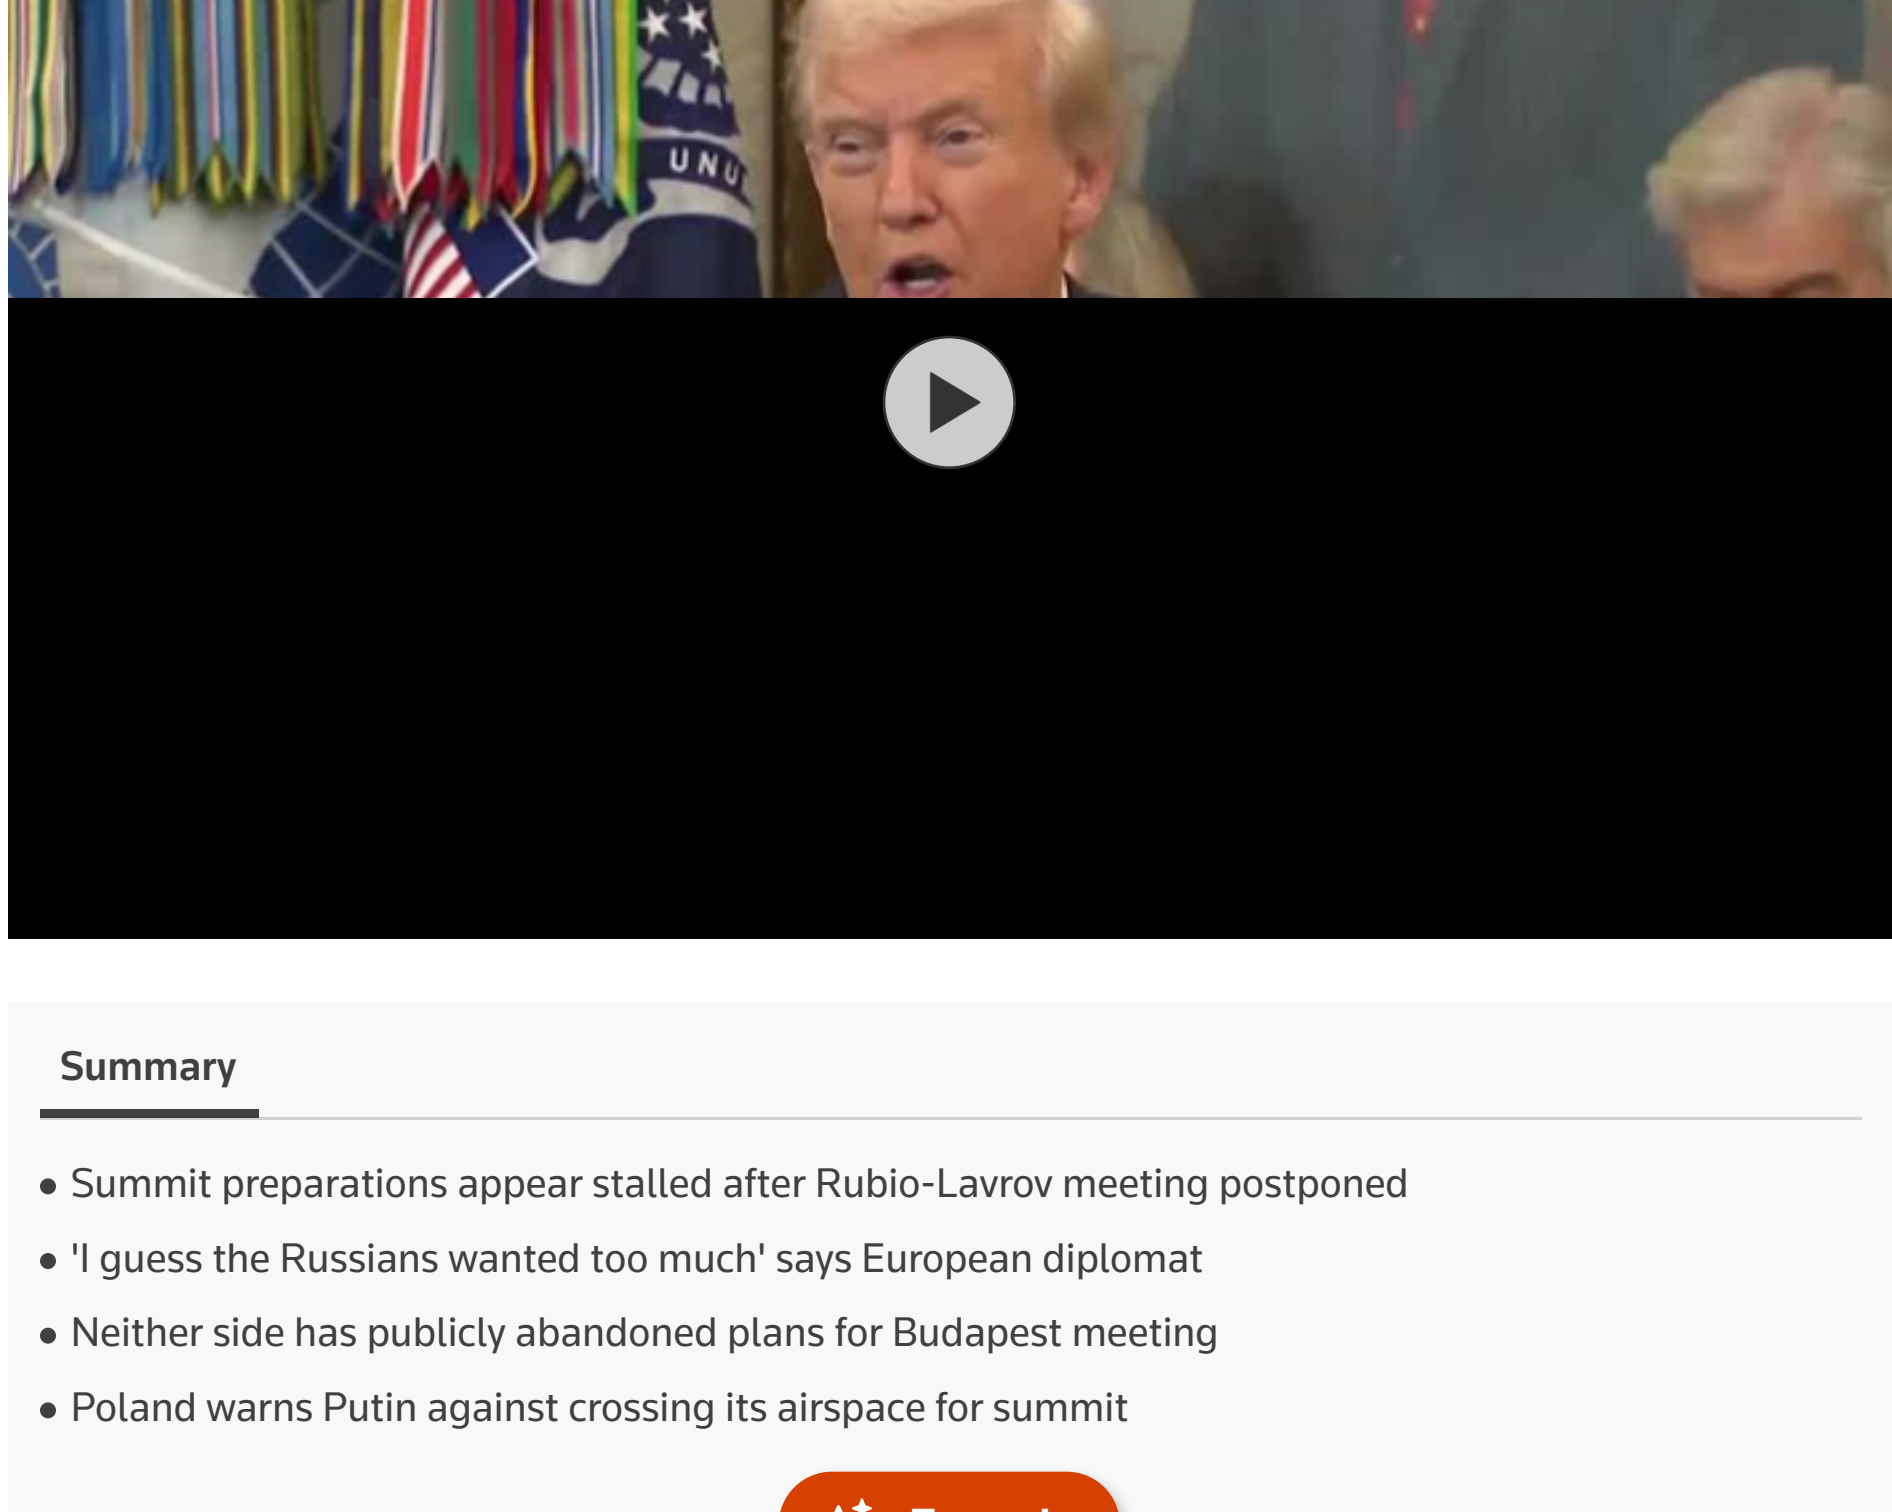 UNU
Summary
Summit preparations appear stalled after Rubio-Lavrov meeting postponed
'I guess the Russians wanted too much' says European diplomat
Neither side has publicly abandoned plans for Budapest meeting
Poland warns Putin against crossing its airspace for summit